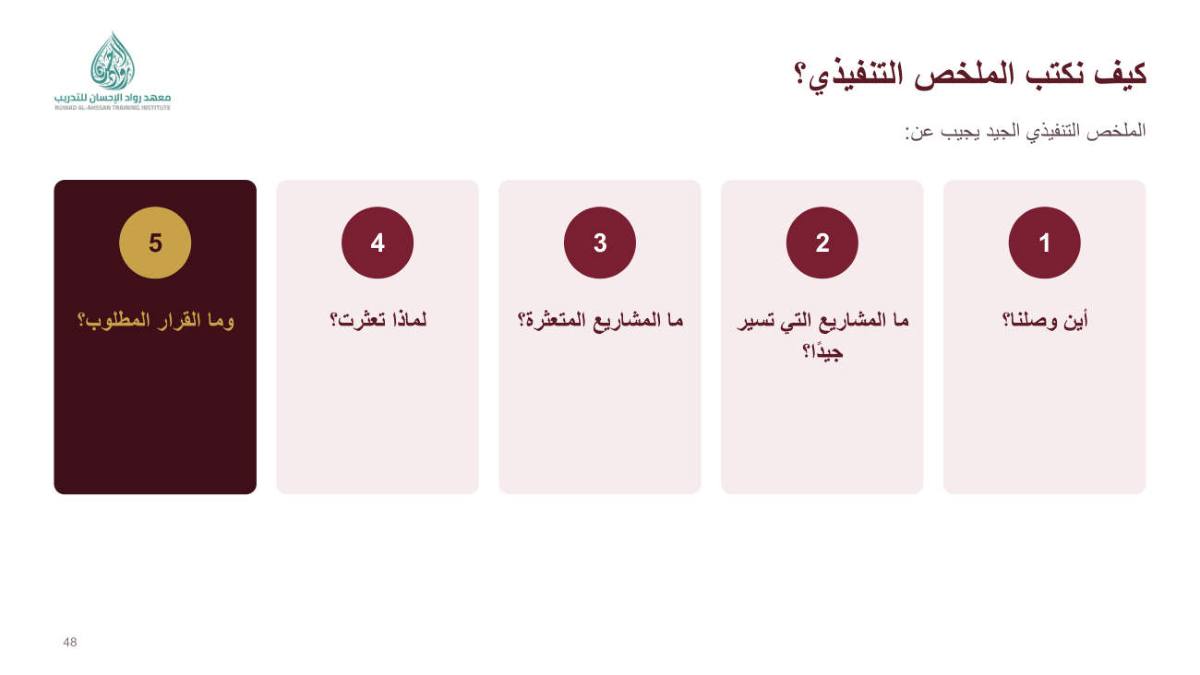 معهد رواد الإحسان للتدريب
RUWAD AL-AHSSAN TRAINING INSTITUTE
كيف نكتب الملخص التنفيذي؟
الملخص التنفيذي الجيد يجيب عن:
1
أين وصلنا؟
2
ما المشاريع التي تسير
جيدًا؟
3
ما المشاريع المتعثرة؟
4
لماذا تعثرت؟
5
وما القرار المطلوب؟
48